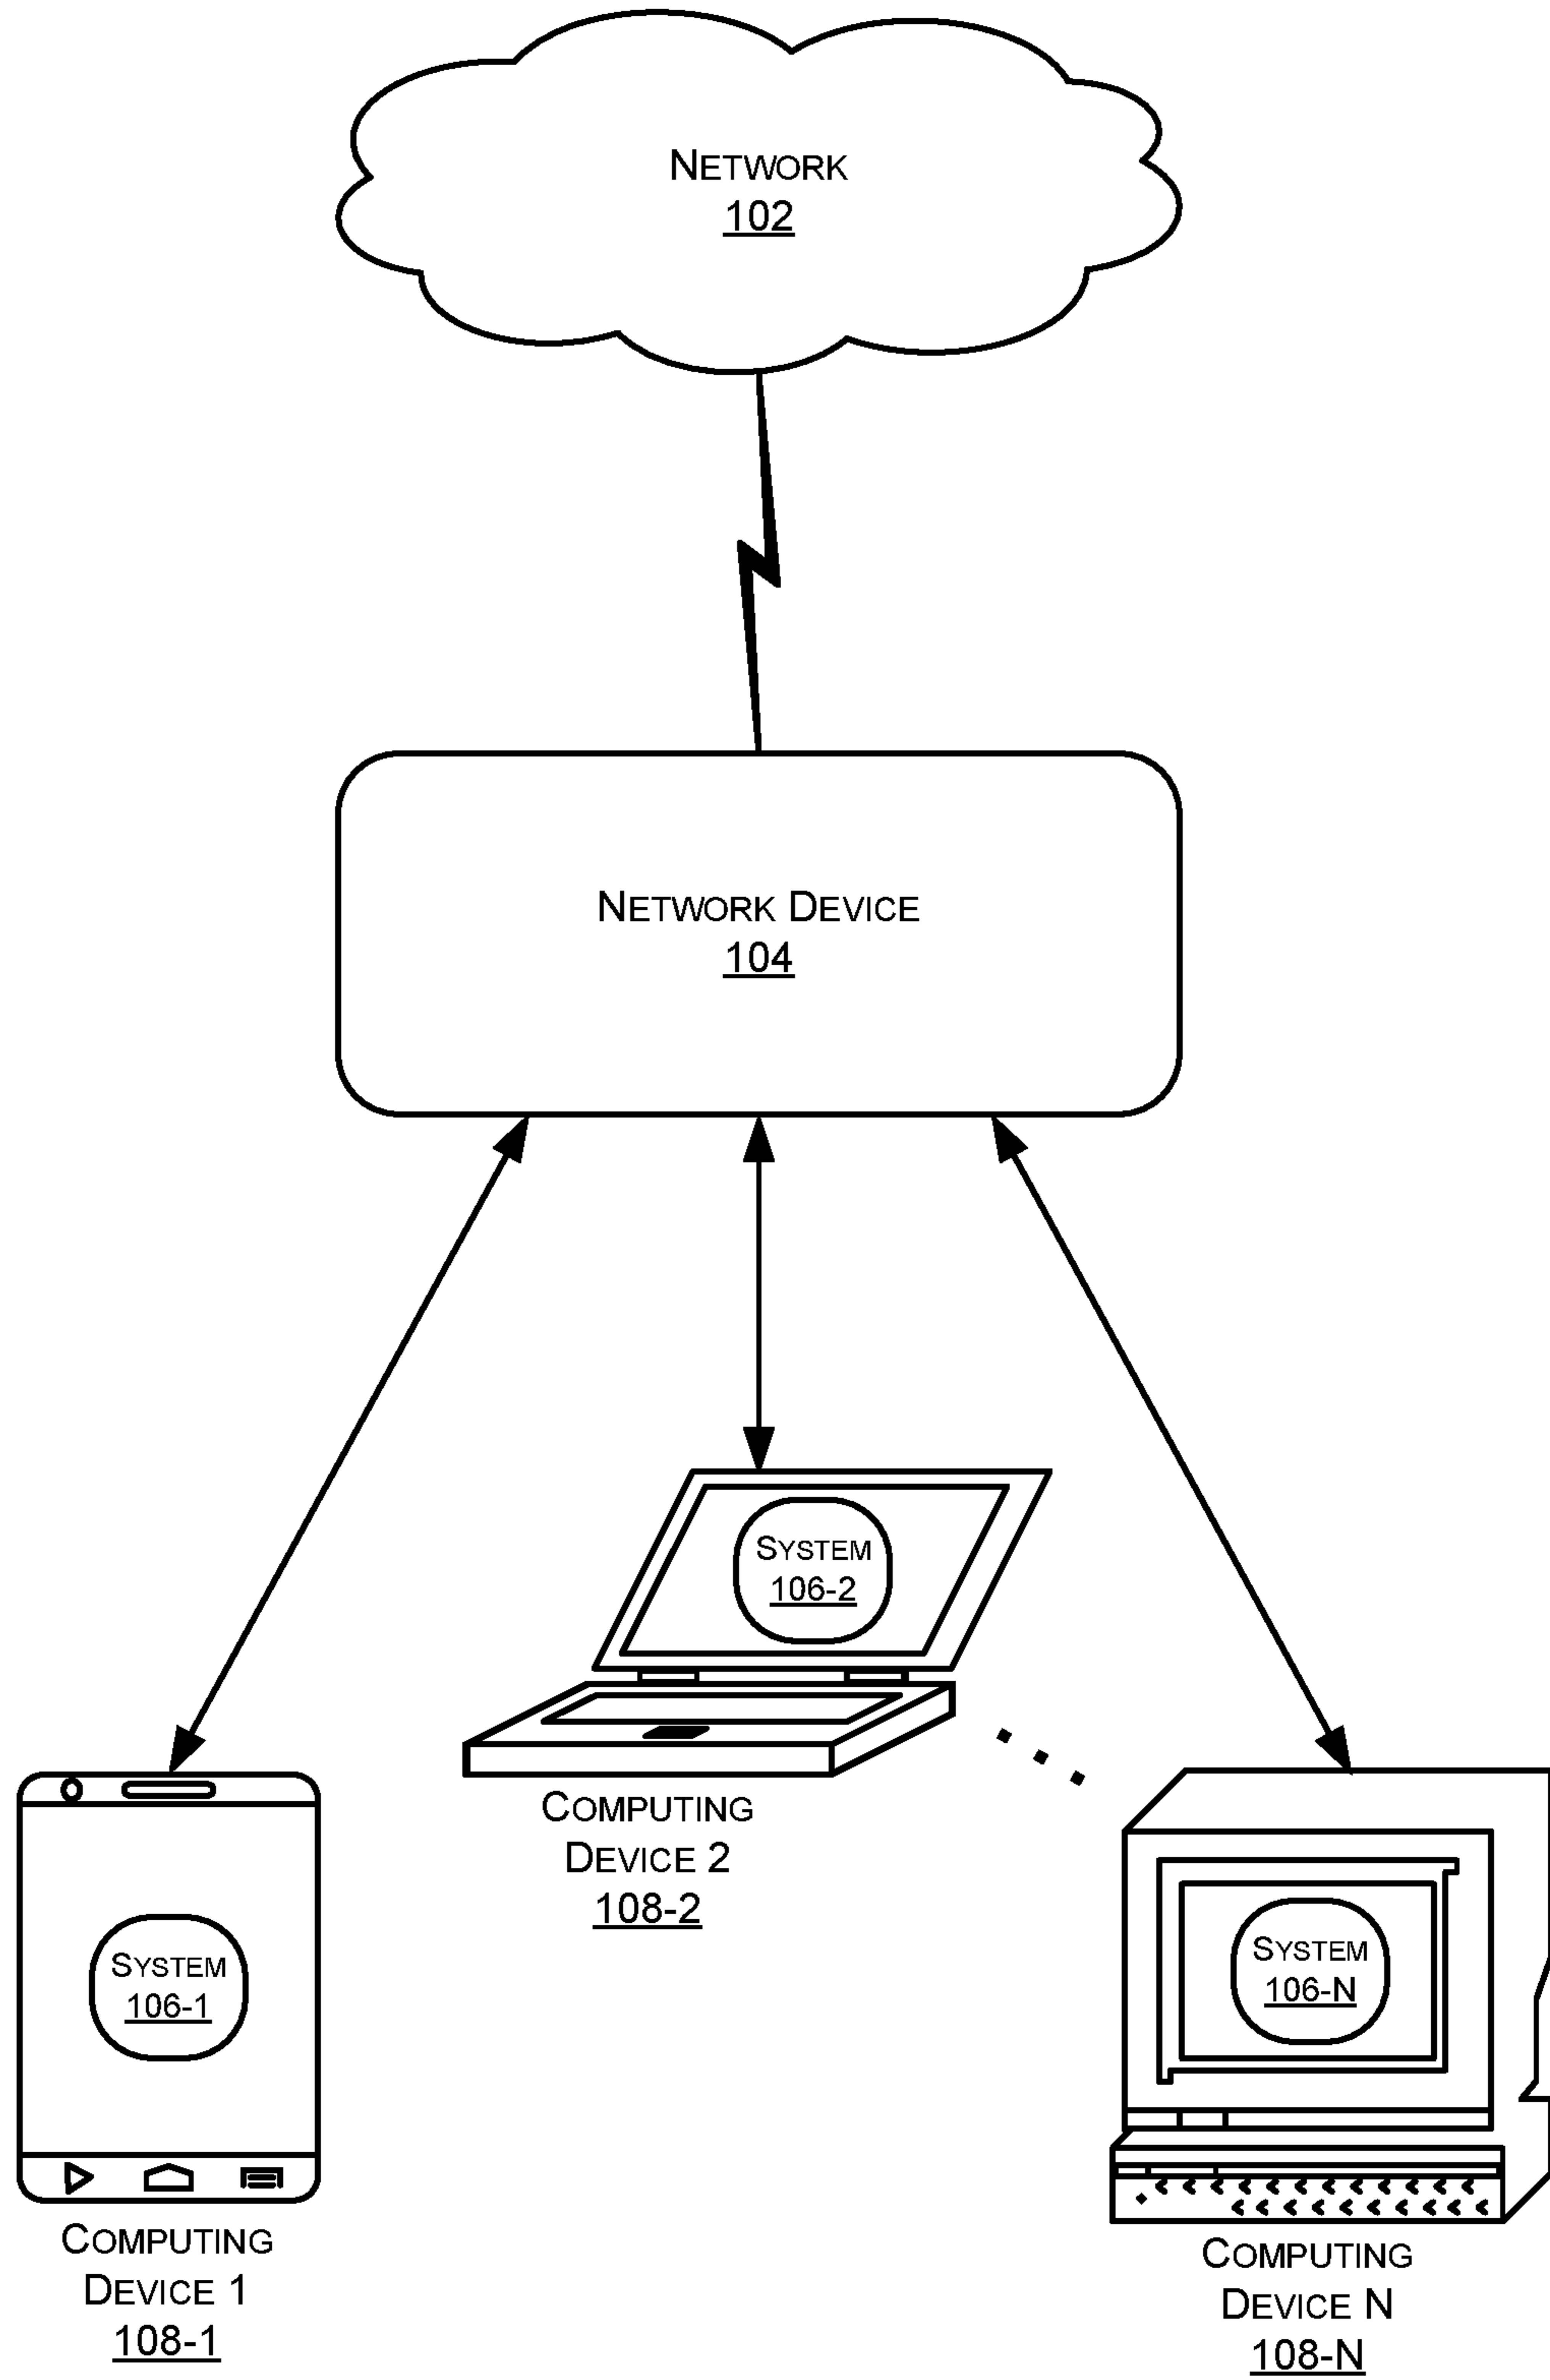 NETWORK
102
NETWORK DEVICE
104
SYSTEM
106-2
COMPUTING
DEVICE 2
108-2
SYSTEM
106-1
COMPUTING
DEVICE 1
108-1
SYSTEM
106-N
COMPUTING
DEVICE N
108-N